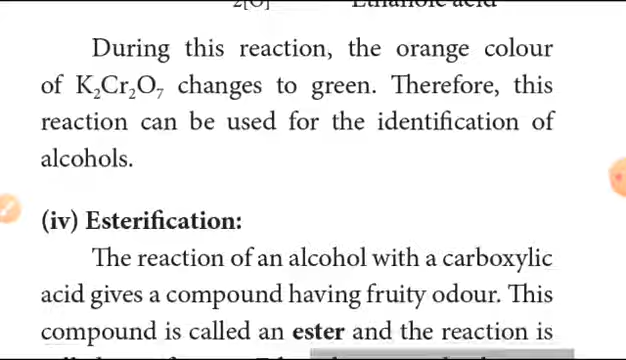 2[O]
During this reaction, the orange colour
of K₂Cr₂O₇ changes to green. Therefore, this
reaction can be used for the identification of
alcohols.
(iv) Esterification:
The reaction of an alcohol with a carboxylic
acid gives a compound having fruity odour. This
compound is called an ester and the reaction is